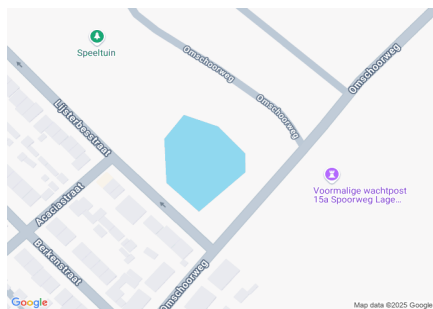 Speeltuin
Omschoorweg
Omschoorweg
Omschoorweg
Lijsterbesstraat
Acaciastraat
Berkenstraat
Omschoorweg
Voormalige wachtpost
15a Spoorweg Lage...
Google
Map data ©2025 Google